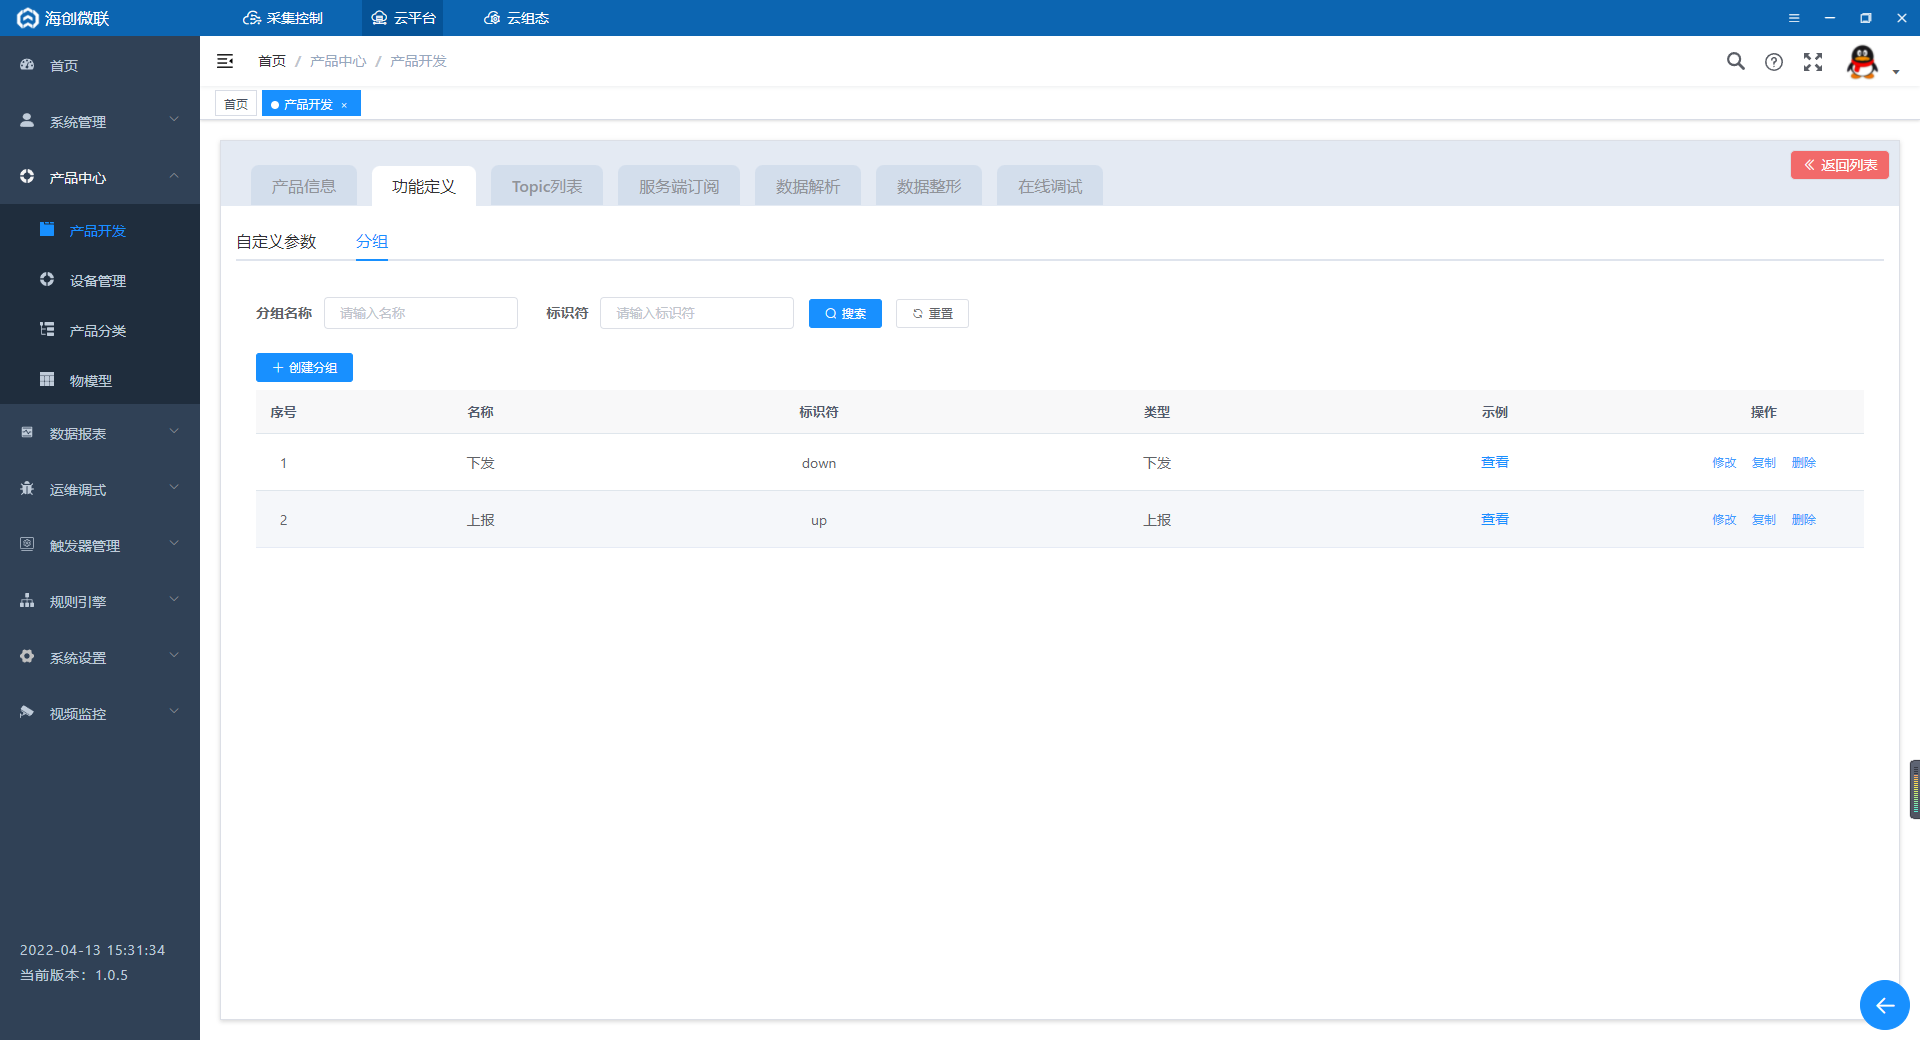 海创微联
采集控制
云平台
云组态
首页
系统管理
产品中心
产品开发
设备管理
产品分类
物模型
数据报表
运维调式
触发器管理
规则引擎
系统设置
视频监控
2022-04-13 15:31:34
当前版本：1.0.5
首页 / 产品中心 / 产品开发
首页
产品开发 ×
产品信息
功能定义
Topic列表
服务端订阅
数据解析
数据整形
在线调试
返回列表
自定义参数
分组
分组名称 请输入名称 标识符 请输入标识符 搜索 重置
创建分组
序号 名称 标识符 类型 示例 操作
1 下发 down 下发 查看 修改 复制 删除
2 上报 up 上报 查看 修改 复制 删除